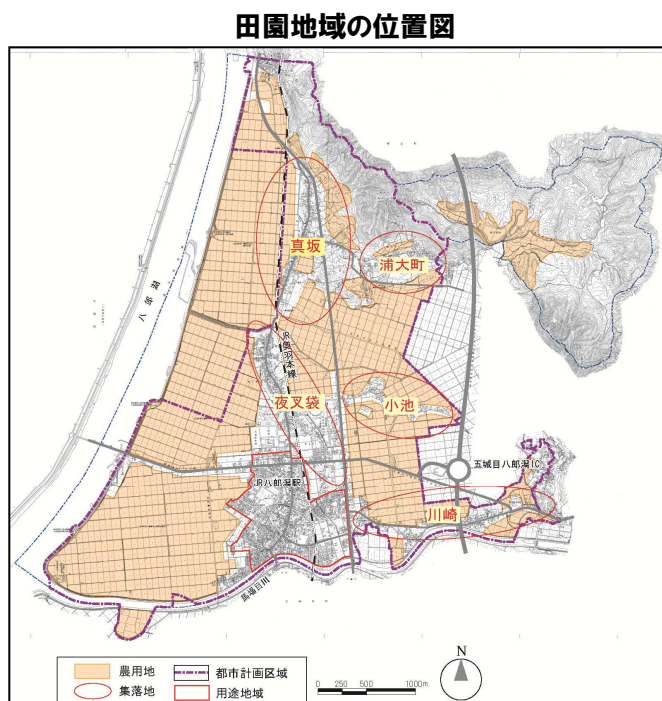 田園地域の位置図
真坂
浦大町
八郎湖
JR奥羽本線
夜叉袋
小池
五城目八郎潟IC
JR八郎潟駅
川崎
馬場目川
N
農用地
都市計画区域
集落地
用途地域
0 250 500 1000m